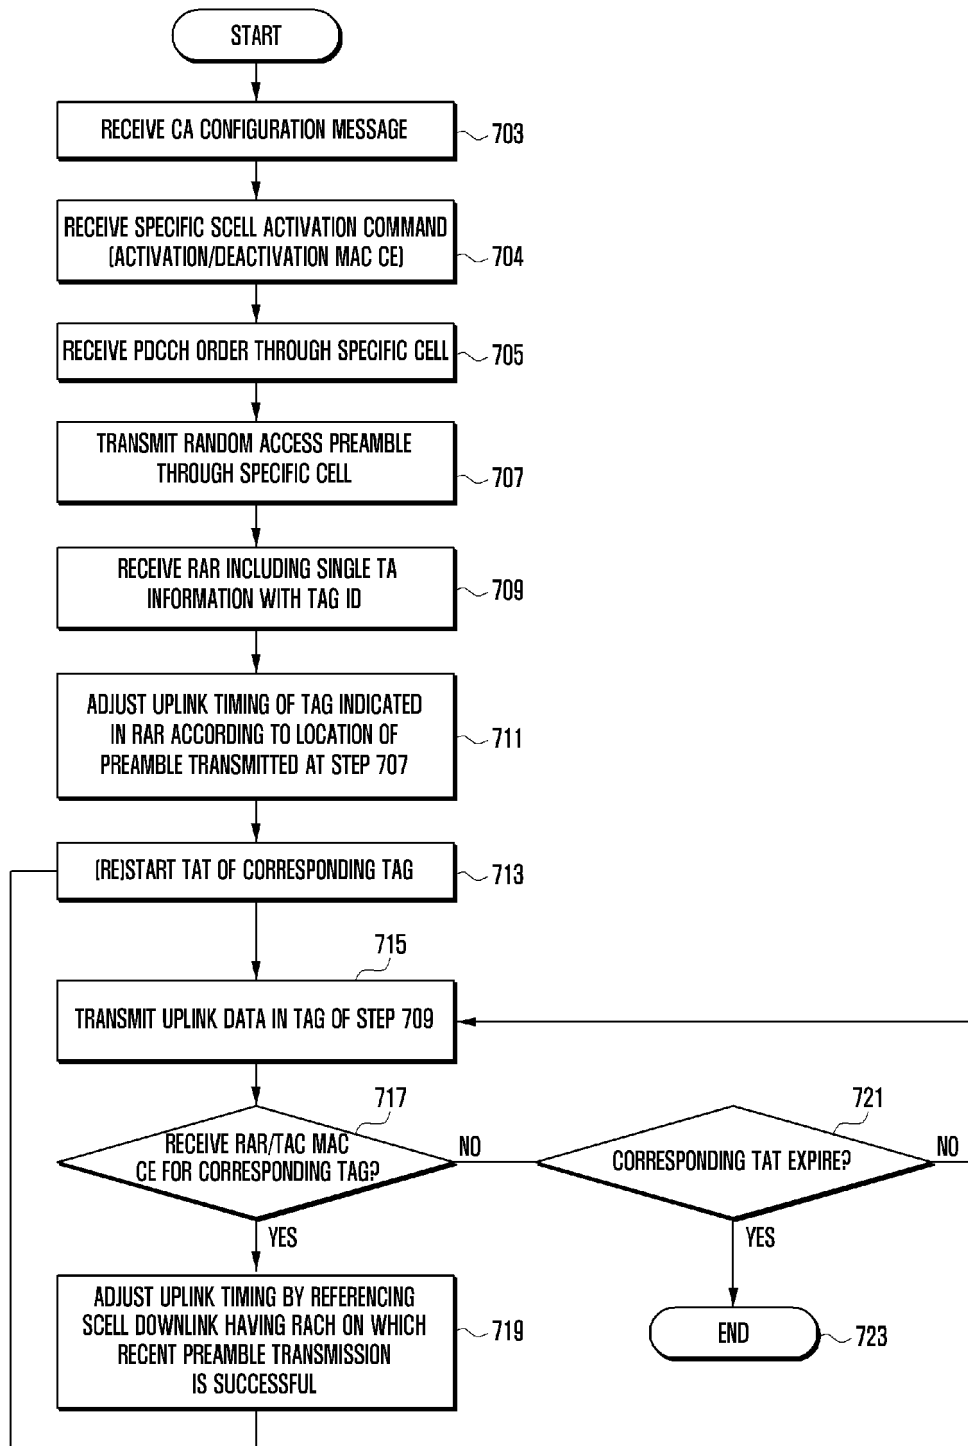 START
RECEIVE CA CONFIGURATION MESSAGE
703
RECEIVE SPECIFIC SCELL ACTIVATION COMMAND
(ACTIVATION/DEACTIVATION MAC CE)
704
RECEIVE PDCCH ORDER THROUGH SPECIFIC CELL
705
TRANSMIT RANDOM ACCESS PREAMBLE
THROUGH SPECIFIC CELL
707
RECEIVE RAR INCLUDING SINGLE TA
INFORMATION WITH TAG ID
709
ADJUST UPLINK TIMING OF TAG INDICATED
IN RAR ACCORDING TO LOCATION OF
PREAMBLE TRANSMITTED AT STEP 707
711
(RE)START TAT OF CORRESPONDING TAG
713
715
TRANSMIT UPLINK DATA IN TAG OF STEP 709
717
RECEIVE RAR/TAC MAC
CE FOR CORRESPONDING TAG?
NO
721
CORRESPONDING TAT EXPIRE?
NO
YES
YES
ADJUST UPLINK TIMING BY REFERENCING
SCELL DOWNLINK HAVING RACH ON WHICH
RECENT PREAMBLE TRANSMISSION
IS SUCCESSFUL
719
END
723